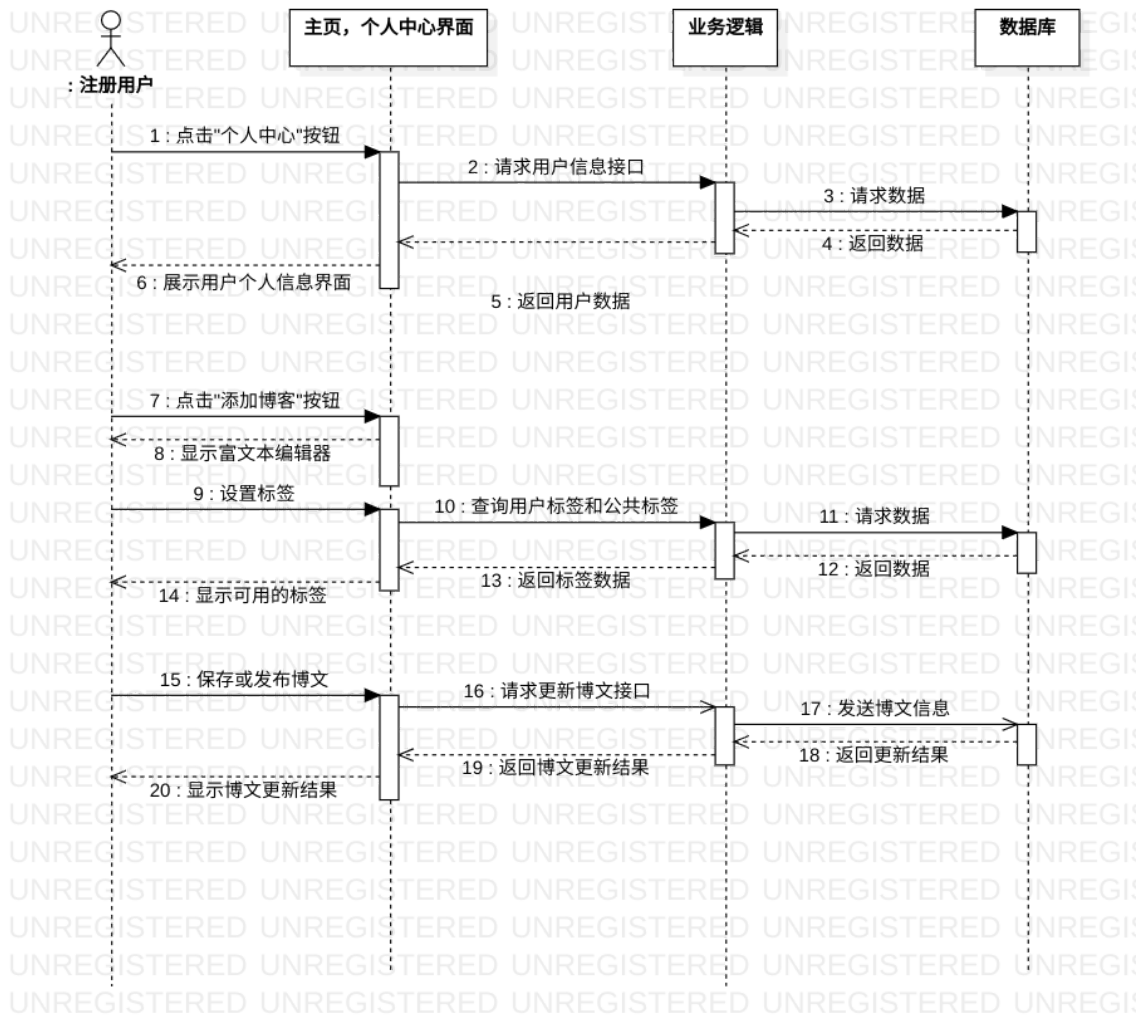 主页，个人中心界面
业务逻辑
数据库
: 注册用户
1 : 点击"个人中心"按钮
2 : 请求用户信息接口
3 : 请求数据
4 : 返回数据
6 : 展示用户个人信息界面
5 : 返回用户数据
7 : 点击"添加博客"按钮
8 : 显示富文本编辑器
9 : 设置标签
10 : 查询用户标签和公共标签
11 : 请求数据
12 : 返回数据
13 : 返回标签数据
14 : 显示可用的标签
15 : 保存或发布博文
16 : 请求更新博文接口
17 : 发送博文信息
18 : 返回更新结果
19 : 返回博文更新结果
20 : 显示博文更新结果
UNREGISTERED UNREGISTERED UNREGISTERED UNREGISTERED